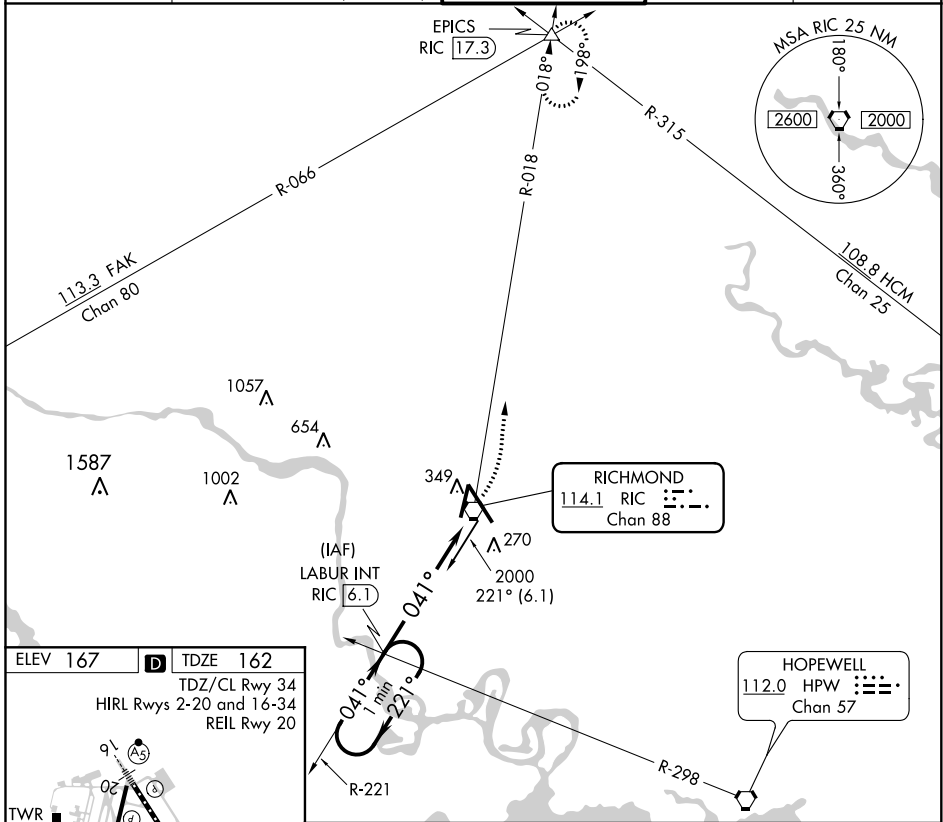 EPICS
RIC 17.3
018°
198°
MSA RIC 25 NM
180°
2600
2000
360°
R-315
R-066
R-018
113.3 FAK
Chan 80
108.8 HCM
Chan 25
1057
654
1587
1002
349
RICHMOND
114.1 RIC
Chan 88
270
(IAF)
LABUR INT
RIC 6.1
2000
221° (6.1)
041°
041°
1 min
221°
R-221
HOPEWELL
112.0 HPW
Chan 57
R-298
ELEV 167
D
TDZE 162
TDZ/CL Rwy 34
HIRL Rwys 2-20 and 16-34
REIL Rwy 20
16
A5
20
P
P
TWR